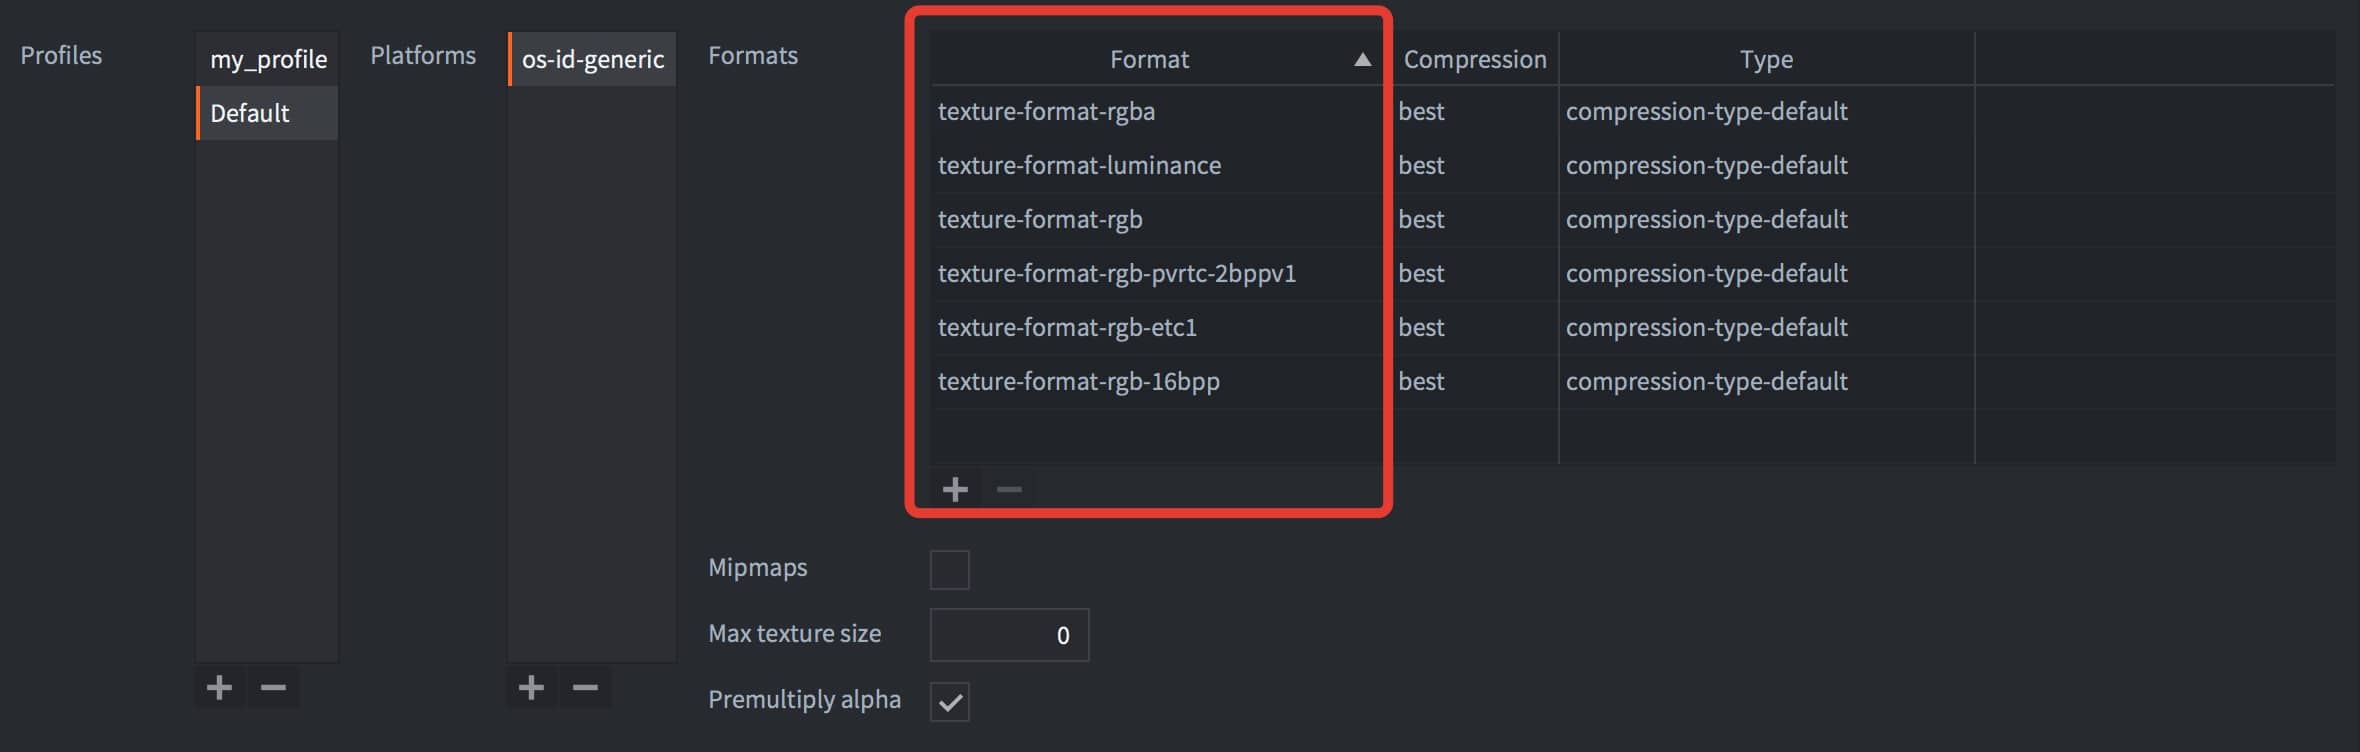 Profiles
my_profile
Default
Platforms
os-id-generic
Formats
Format Compression Type
texture-format-rgba best compression-type-default
texture-format-luminance best compression-type-default
texture-format-rgb best compression-type-default
texture-format-rgb-pvrtc-2bppv1 best compression-type-default
texture-format-rgb-etc1 best compression-type-default
texture-format-rgb-16bpp best compression-type-default
Mipmaps
Max texture size 0
Premultiply alpha